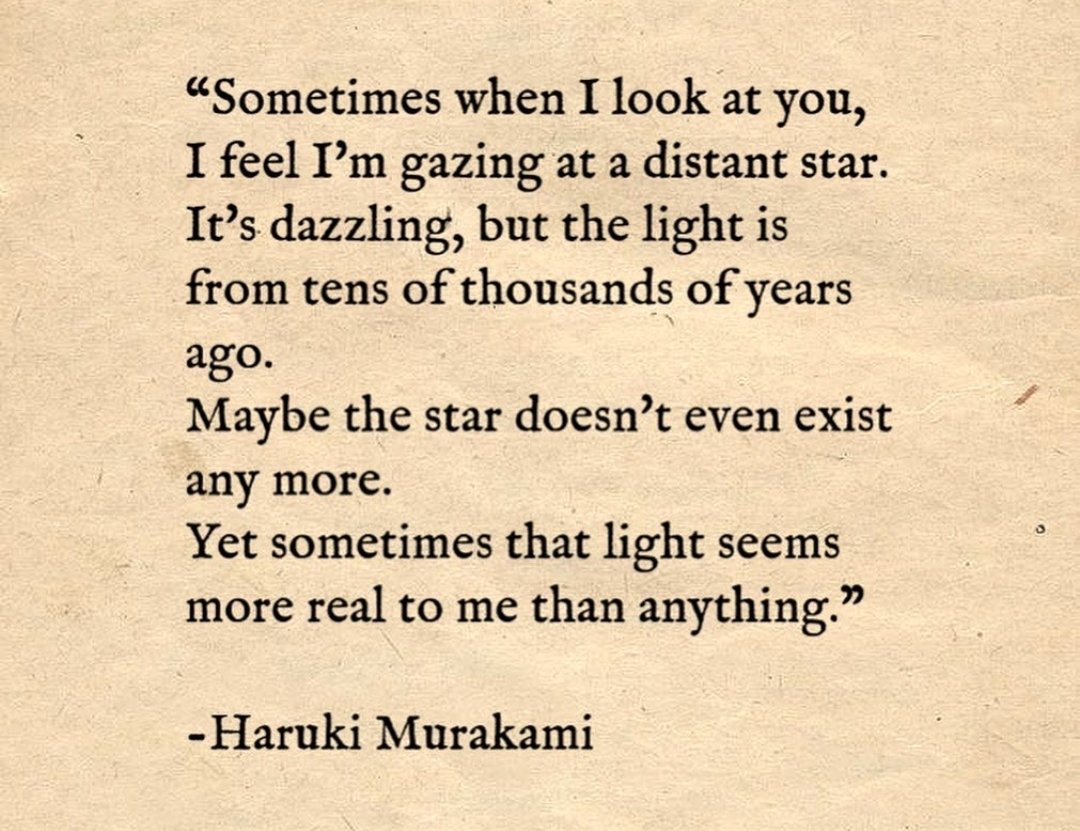 “Sometimes when I look at you,
I feel I’m gazing at a distant star.
It’s dazzling, but the light is
from tens of thousands of years
ago.
Maybe the star doesn’t even exist
any more.
Yet sometimes that light seems
more real to me than anything.”
-Haruki Murakami